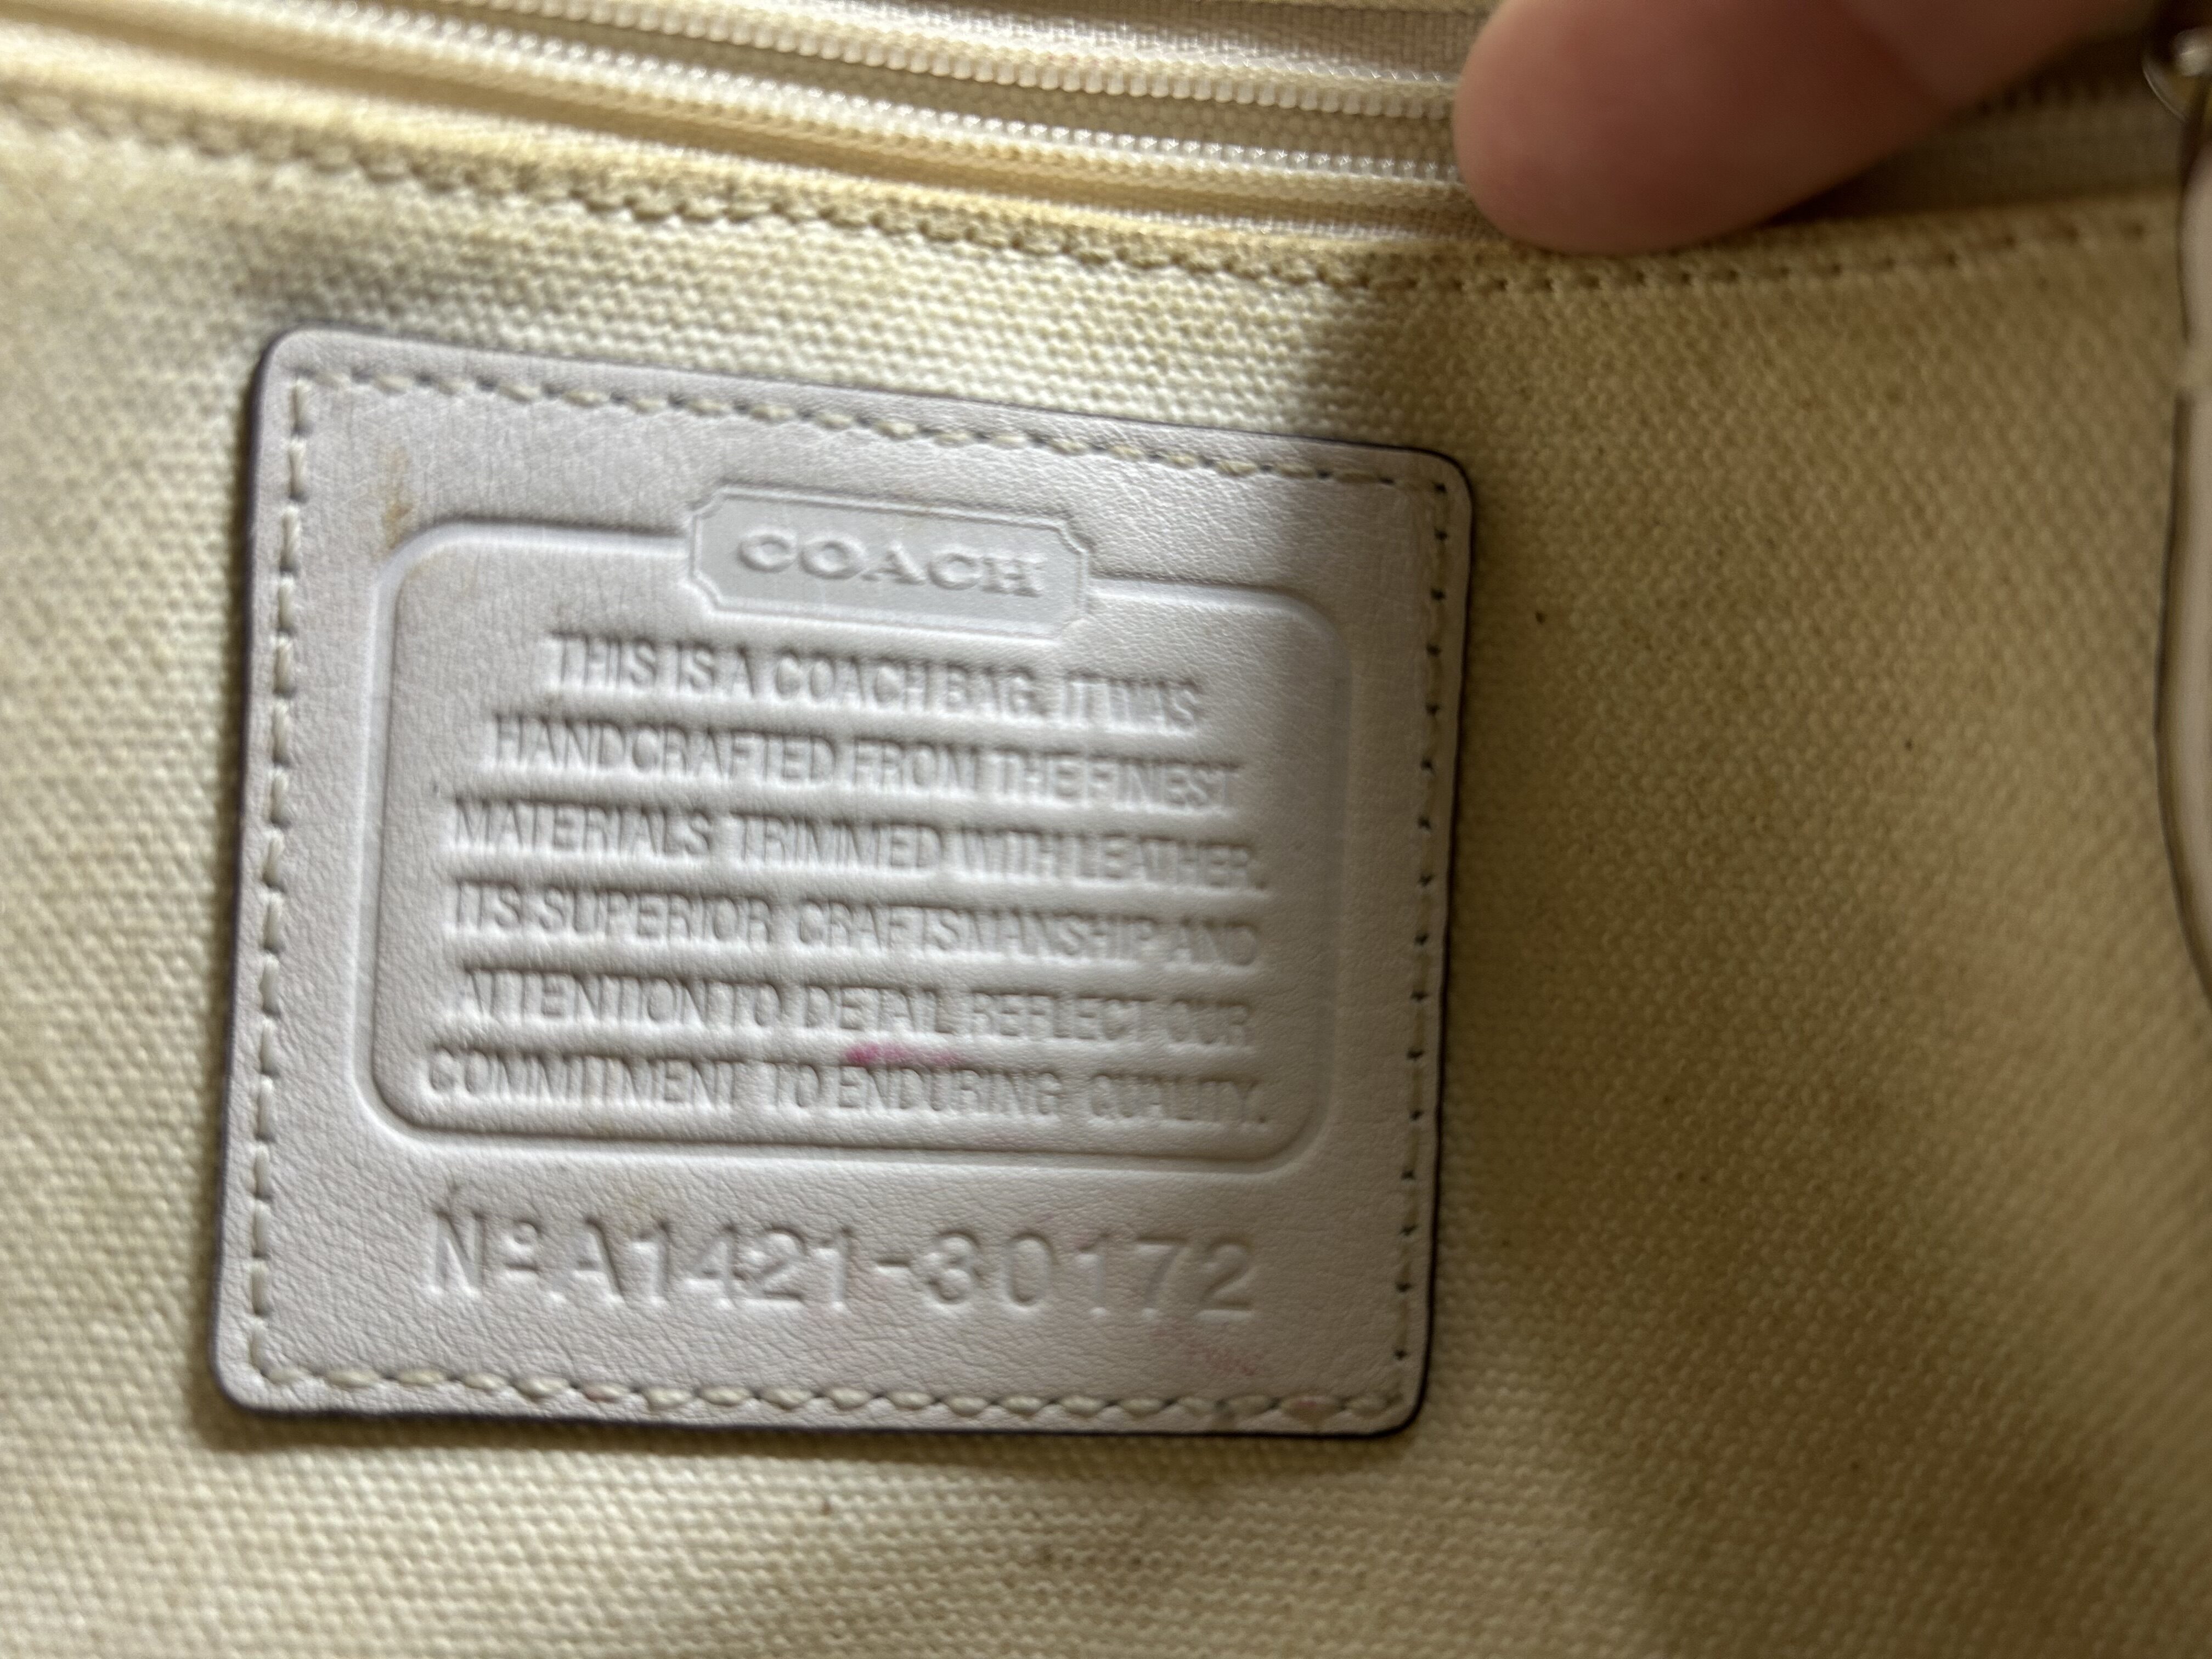 COACH
THIS IS A COACH BAG. IT WAS
HANDCRAFTED FROM THE FINEST
MATERIALS TRIMMED WITH LEATHER.
ITS SUPERIOR CRAFTSMANSHIP AND
ATTENTION TO DETAIL REFLECT OUR
COMMITMENT TO ENDURING QUALITY.
Nº A1421-30172